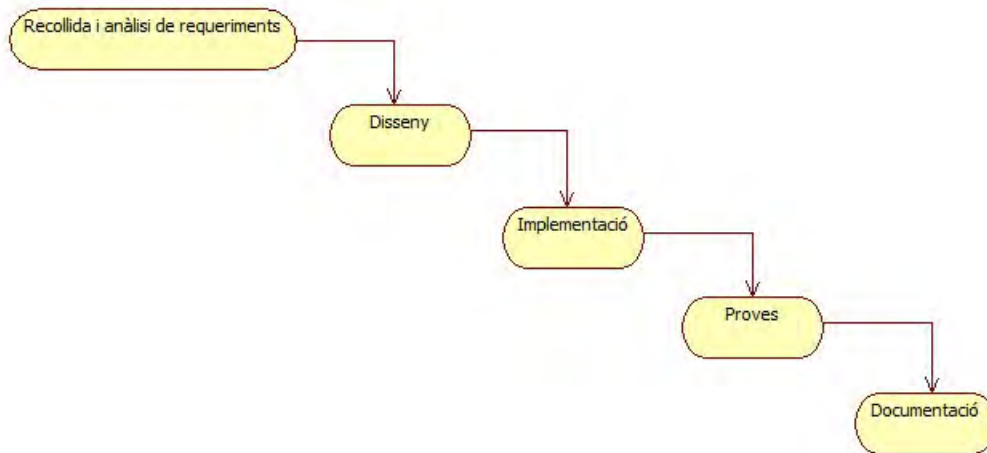 Recollida i anàlisi de requeriments
Disseny
Implementació
Proves
Documentació